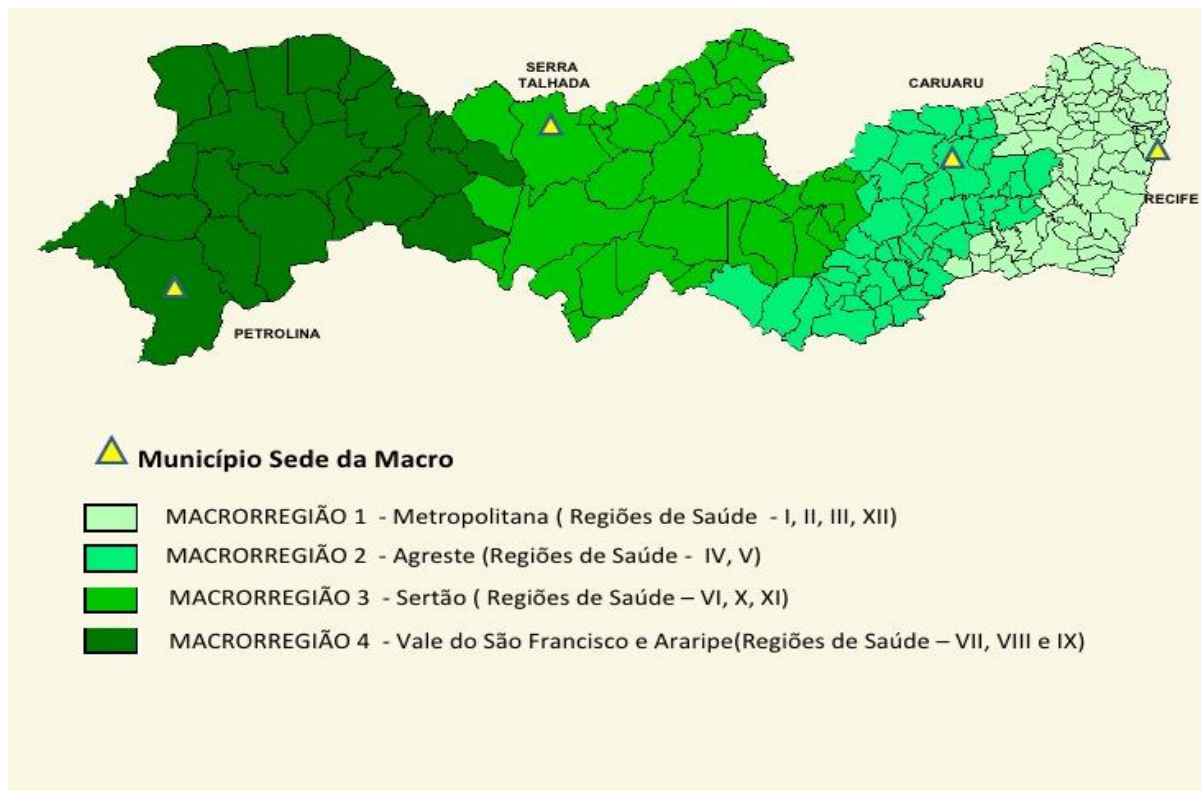 SERRA
TALHADA
CARUARU
RECIFE
PETROLINA
Município Sede da Macro
MACRORREGIÃO 1 - Metropolitana ( Regiões de Saúde - I, II, III, XII)
MACRORREGIÃO 2 - Agreste (Regiões de Saúde - IV, V)
MACRORREGIÃO 3 - Sertão ( Regiões de Saúde – VI, X, XI)
MACRORREGIÃO 4 - Vale do São Francisco e Araripe(Regiões de Saúde – VII, VIII e IX)